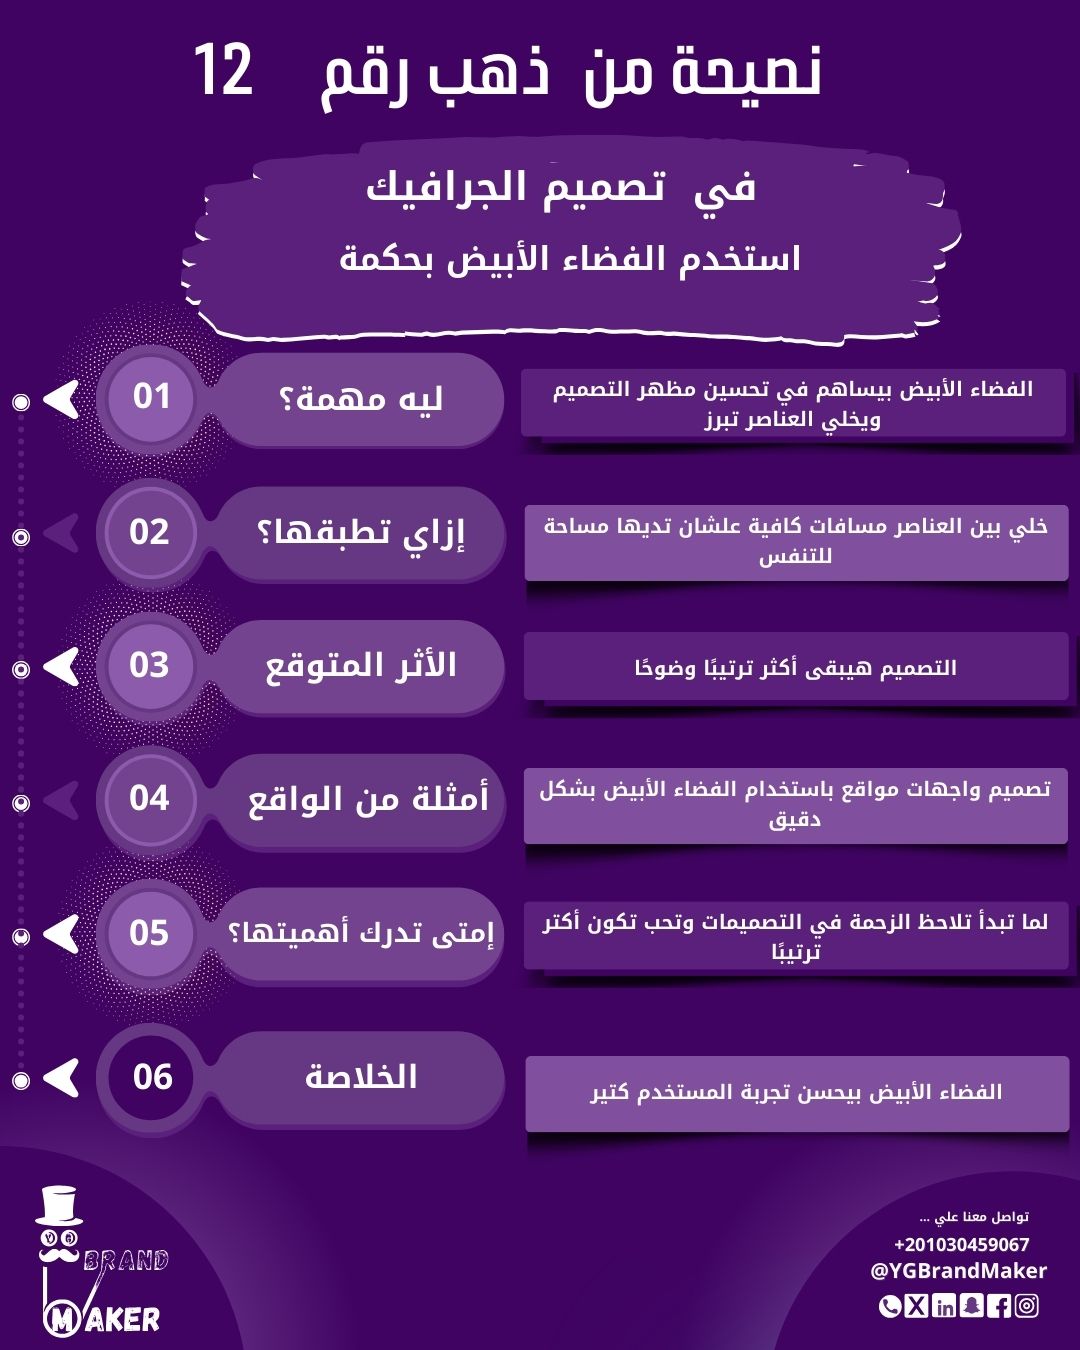 نصيحة من ذهب رقم 12
في تصميم الجرافيك
استخدم الفضاء الأبيض بحكمة
01
ليه مهمة؟
الفضاء الأبيض بيساهم في تحسين مظهر التصميم
ويخلي العناصر تبرز
02
إزاي تطبقها؟
خلي بين العناصر مسافات كافية علشان تديها مساحة
للتنفس
03
الأثر المتوقع
التصميم هيبقى أكثر ترتيبًا وضوحًا
04
أمثلة من الواقع
تصميم واجهات مواقع باستخدام الفضاء الأبيض بشكل
دقيق
05
إمتى تدرك أهميتها؟
لما تبدأ تلاحظ الزحمة في التصميمات وتحب تكون أكتر
ترتيبًا
06
الخلاصة
الفضاء الأبيض بيحسن تجربة المستخدم كتير
BRAND
MAKER
تواصل معنا علي ...
+201030459067
@YGBrandMaker